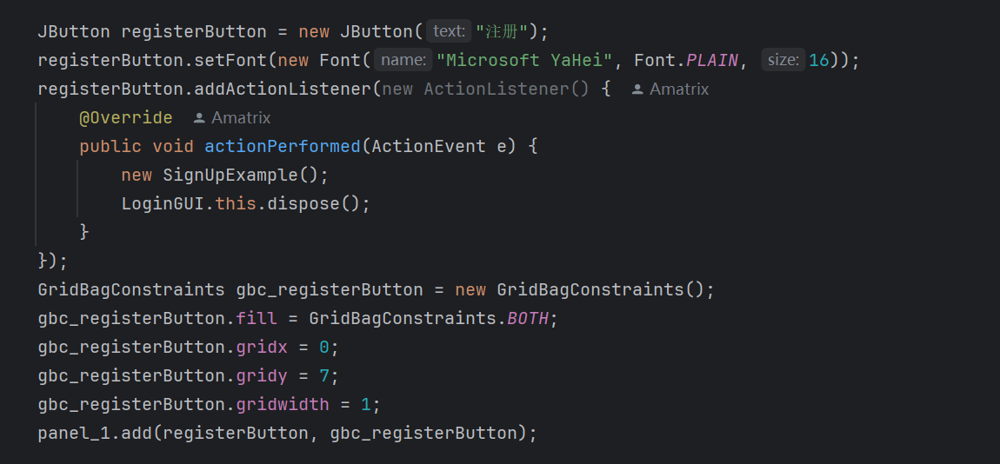 JButton registerButton = new JButton( text: "注册");
registerButton.setFont(new Font( name: "Microsoft YaHei", Font.PLAIN, size: 16));
registerButton.addActionListener(new ActionListener() { Amatrix
@Override Amatrix
public void actionPerformed(ActionEvent e) {
new SignUpExample();
LoginGUI.this.dispose();
}
});
GridBagConstraints gbc_registerButton = new GridBagConstraints();
gbc_registerButton.fill = GridBagConstraints.BOTH;
gbc_registerButton.gridx = 0;
gbc_registerButton.gridy = 7;
gbc_registerButton.gridwidth = 1;
panel_1.add(registerButton, gbc_registerButton);